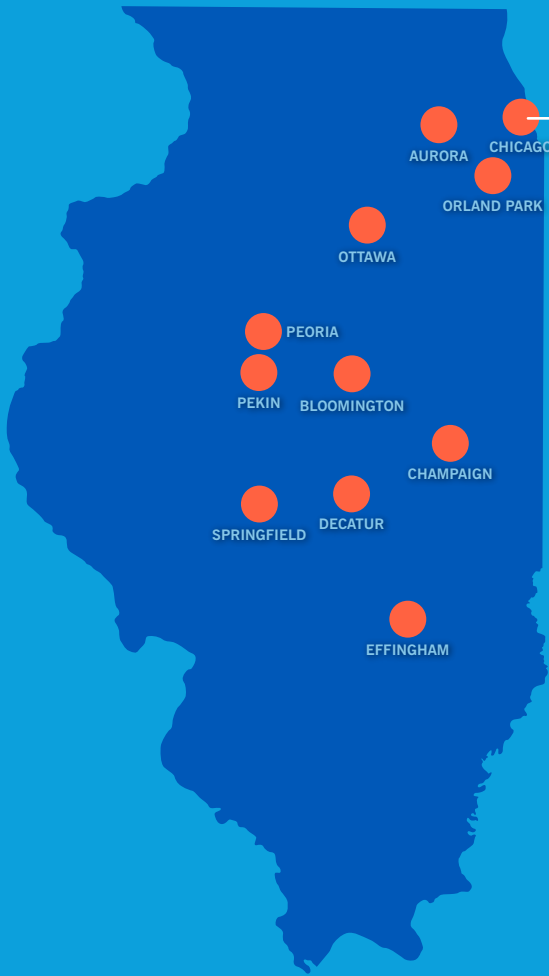 AURORA
CHICAGO
ORLAND PARK
OTTAWA
PEORIA
PEKIN
BLOOMINGTON
CHAMPAIGN
SPRINGFIELD
DECATUR
EFFINGHAM